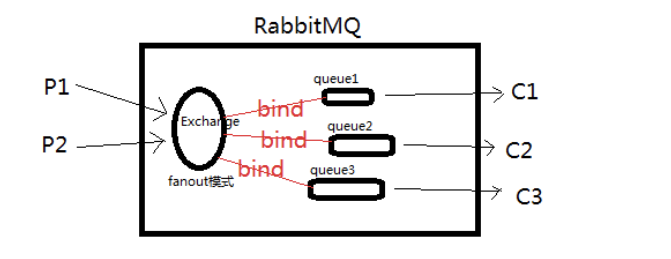 RabbitMQ
P1
P2
Exchange
fanout模式
bind
bind
bind
queue1
queue2
queue3
C1
C2
C3